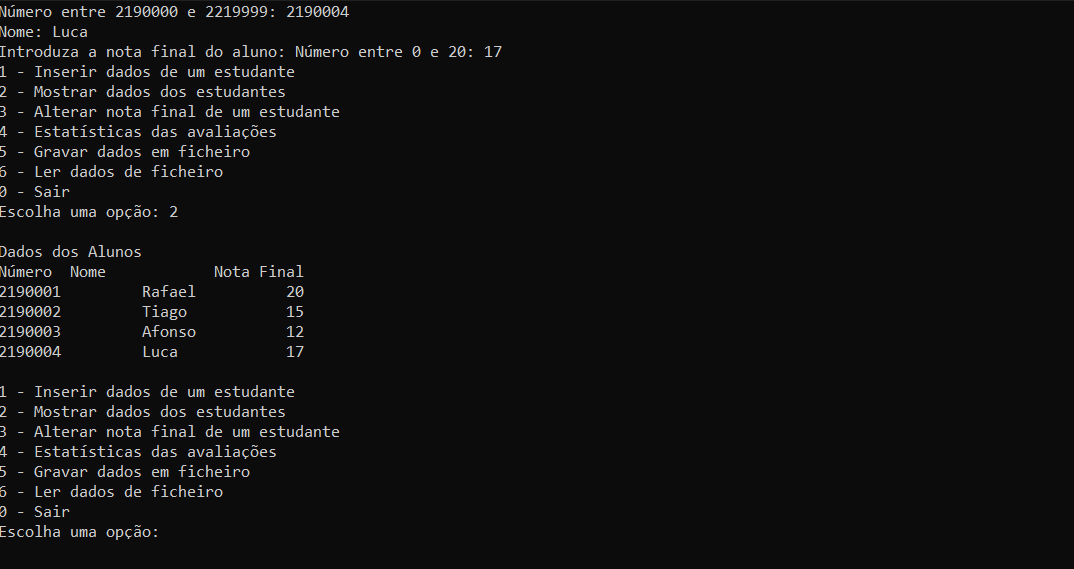 Número entre 2190000 e 2219999: 2190004
Nome: Luca
Introduza a nota final do aluno: Número entre 0 e 20: 17
1 - Inserir dados de um estudante
2 - Mostrar dados dos estudantes
3 - Alterar nota final de um estudante
4 - Estatísticas das avaliações
5 - Gravar dados em ficheiro
6 - Ler dados de ficheiro
0 - Sair
Escolha uma opção: 2
Dados dos Alunos
Número  Nome            Nota Final
2190001         Rafael          20
2190002         Tiago           15
2190003         Afonso          12
2190004         Luca            17
1 - Inserir dados de um estudante
2 - Mostrar dados dos estudantes
3 - Alterar nota final de um estudante
4 - Estatísticas das avaliações
5 - Gravar dados em ficheiro
6 - Ler dados de ficheiro
0 - Sair
Escolha uma opção: